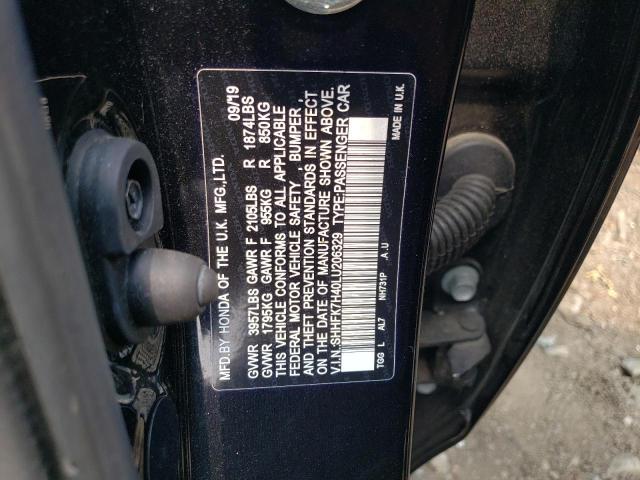 MFD.BY HONDA OF THE U.K. MFG.,LTD. 09/19
GVWR 3957LBS GAWR F 2105LBS R 1874LBS
GVWR 1795KG GAWR F 955KG R 850KG
THIS VEHICLE CONFORMS TO ALL APPLICABLE
FEDERAL MOTOR VEHICLE SAFETY , BUMPER ,
AND THEFT PREVENTION STANDARDS IN EFFECT
ON THE DATE OF MANUFACTURE SHOWN ABOVE.
V.I.N.:SHHFK7H40LU206329 TYPE:PASSENGER CAR
TGG L AL7 NH731P A.U MADE IN U.K.